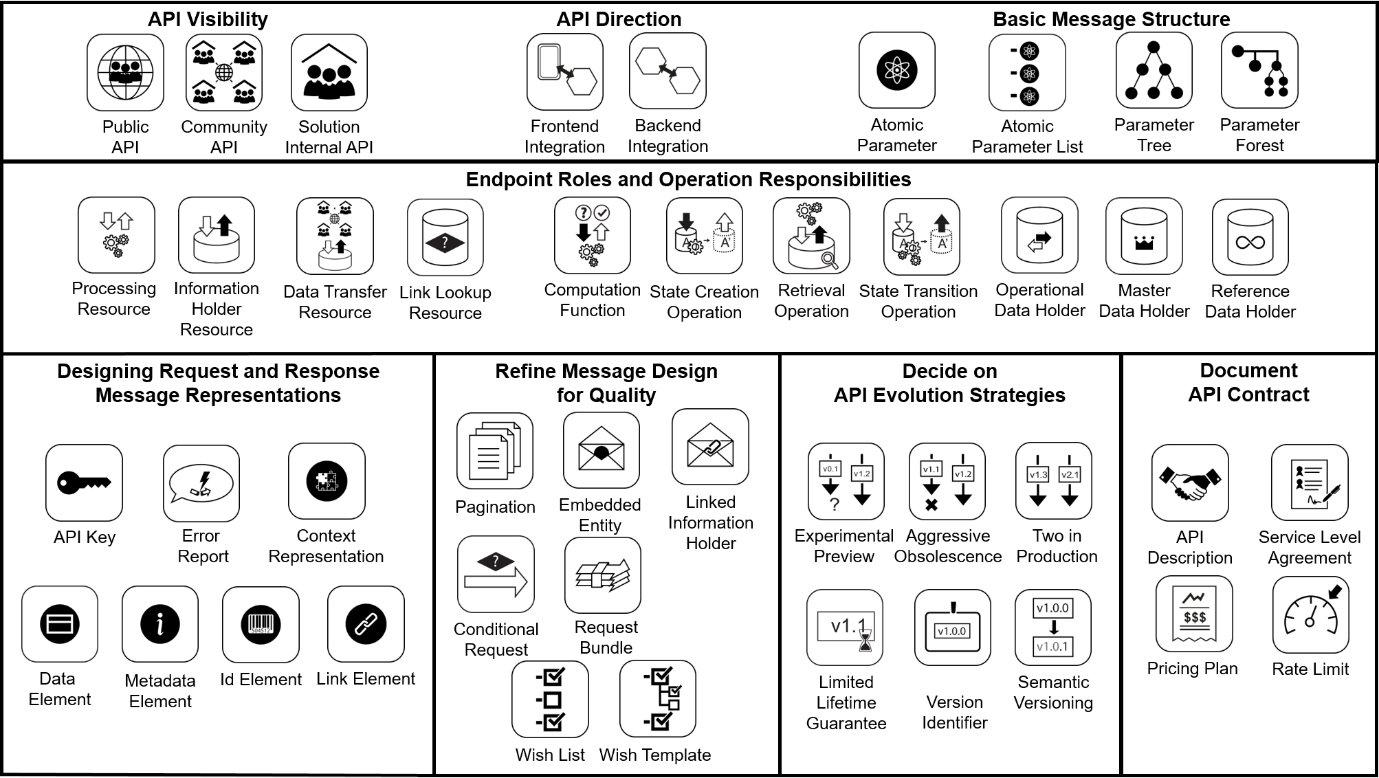 API Visibility
Public
API
Community
API
Solution
Internal API
API Direction
Frontend
Integration
Backend
Integration
Basic Message Structure
Atomic
Parameter
Atomic
Parameter List
Parameter
Tree
Parameter
Forest
Endpoint Roles and Operation Responsibilities
Processing
Resource
Information
Holder
Resource
Data Transfer
Resource
?
Link Lookup
Resource
?
Computation
Function
A
A'
State Creation
Operation
Retrieval
Operation
A
A'
State Transition
Operation
Operational
Data Holder
Master
Data Holder
Reference
Data Holder
Designing Request and Response
Message Representations
API Key
Error
Report
Context
Representation
Data
Element
i
Metadata
Element
Id Element
Link Element
Refine Message Design
for Quality
Pagination
Embedded
Entity
Linked
Information
Holder
?
Conditional
Request
Request
Bundle
Wish List
Wish Template
Decide on
API Evolution Strategies
v0.1
v1.2
?
Experimental
Preview
v1.1
v1.2
Aggressive
Obsolescence
v1.3
v2.1
Two in
Production
v1.1
Limited
Lifetime
Guarantee
v1.0.0
Version
Identifier
v1.0.0
v1.0.1
Semantic
Versioning
Document
API Contract
API
Description
Service Level
Agreement
$$$
Pricing Plan
Rate Limit